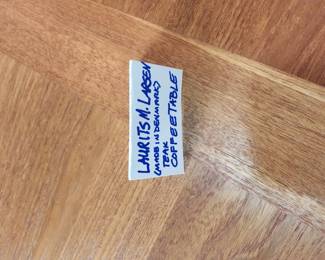 LAURITS M. LARSEN
(MADE IN DENMARK)
TEAK
COFFEETABLE